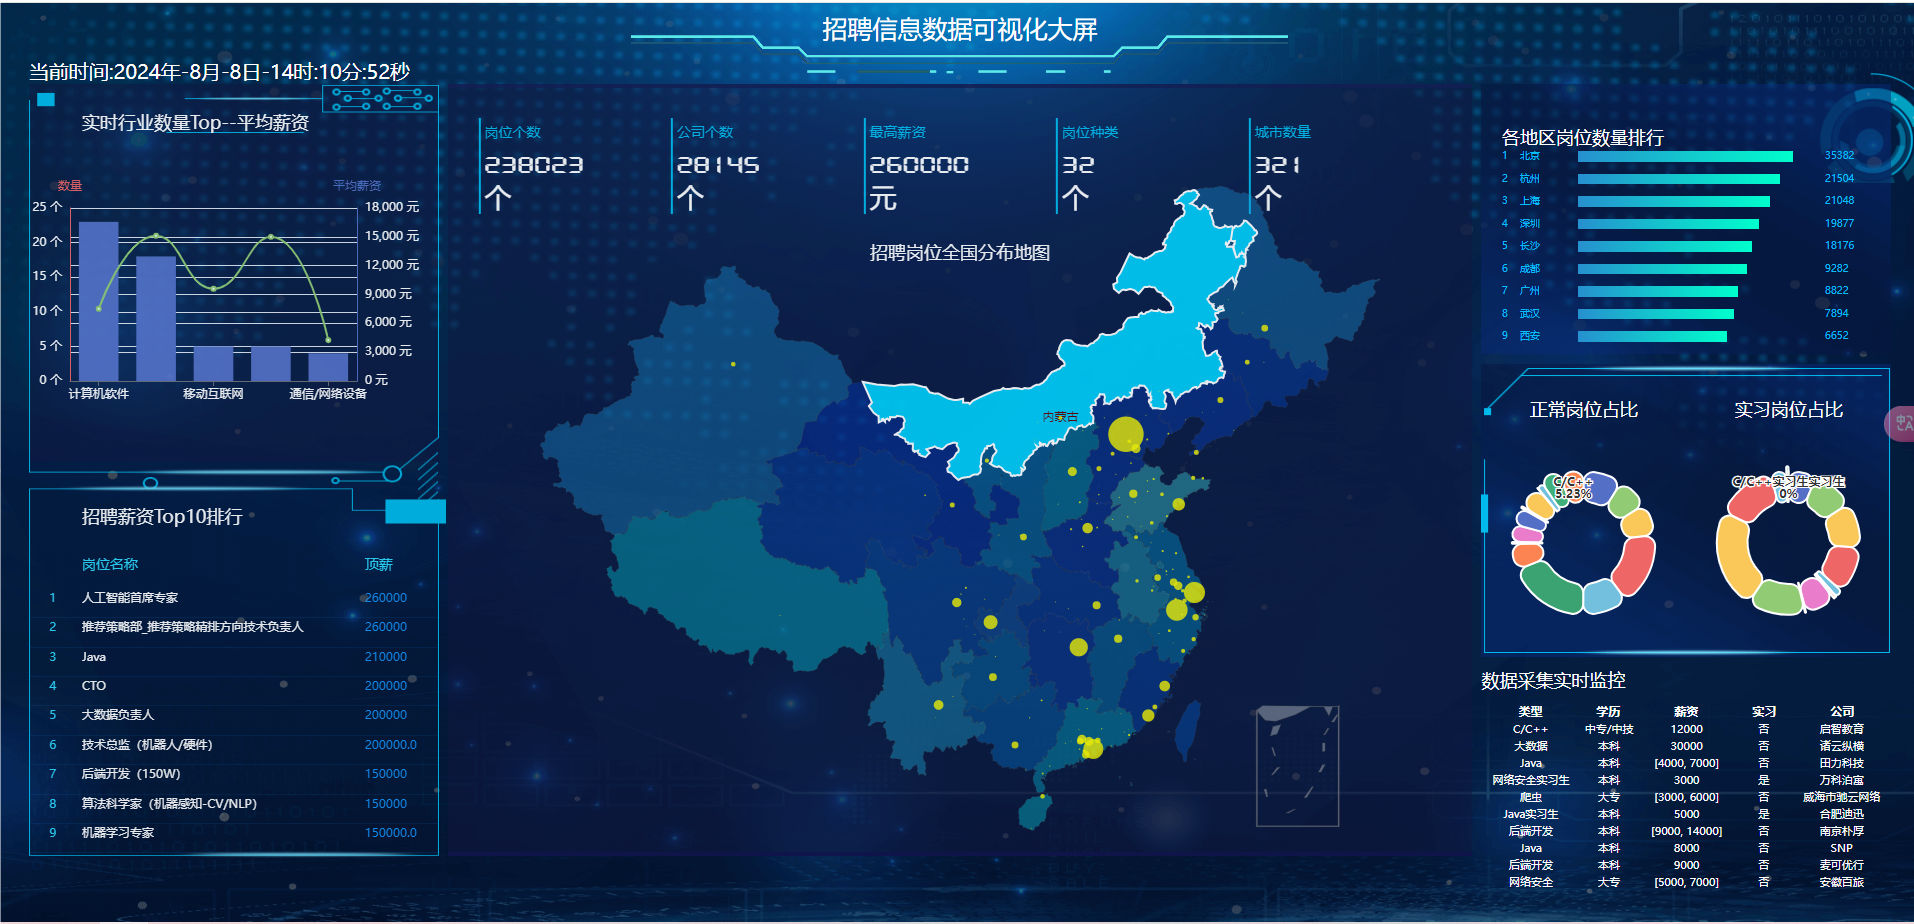 招聘信息数据可视化大屏
当前时间:2024年-8月-8日-14时:10分:52秒
实时行业数量Top--平均薪资
数量
平均薪资
25 个
20 个
15 个
10 个
5 个
0 个
18,000 元
15,000 元
12,000 元
9,000 元
6,000 元
3,000 元
0 元
计算机软件
移动互联网
通信/网络设备
招聘薪资Top10排行
岗位名称 顶薪
1 人工智能首席专家 260000
2 推荐策略部_推荐策略精排方向技术负责人 260000
3 Java 210000
4 CTO 200000
5 大数据负责人 200000
6 技术总监（机器人/硬件） 200000.0
7 后端开发（150W） 150000
8 算法科学家（机器感知-CV/NLP） 150000
9 机器学习专家 150000.0
岗位个数
238023
个
公司个数
28145
个
最高薪资
260000
元
岗位种类
32
个
城市数量
321
个
招聘岗位全国分布地图
内蒙古
各地区岗位数量排行
1 北京 35382
2 杭州 21504
3 上海 21048
4 深圳 19877
5 长沙 18176
6 成都 9282
7 广州 8822
8 武汉 7894
9 西安 6652
正常岗位占比
C/C++
5.23%
实习岗位占比
C/C++实习生实习生
0%
中
A
数据采集实时监控
类型 学历 薪资 实习 公司
C/C++ 中专/中技 12000 否 启智教育
大数据 本科 30000 否 诸云纵横
Java 本科 [4000, 7000] 否 田力科技
网络安全实习生 本科 3000 是 万科泊寓
爬虫 大专 [3000, 6000] 否 威海市驰云网络
Java实习生 本科 5000 是 合肥迪迅
后端开发 本科 [9000, 14000] 否 南京朴厚
Java 本科 8000 否 SNP
后端开发 本科 9000 否 麦可优行
网络安全 大专 [5000, 7000] 否 安徽百旅